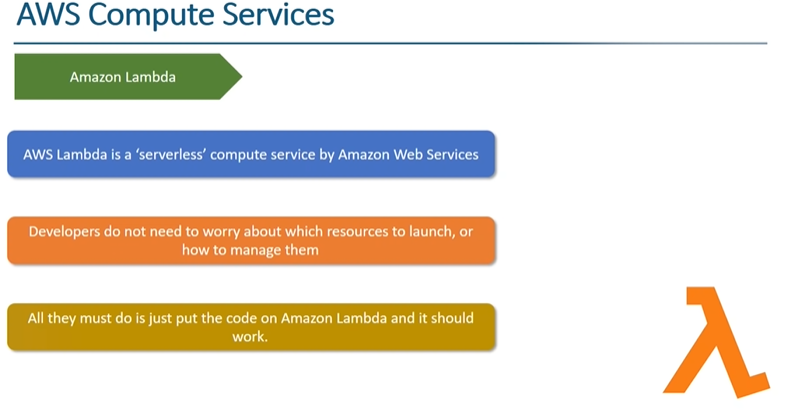 AWS Compute Services
Amazon Lambda
AWS Lambda is a ‘serverless’ compute service by Amazon Web Services
Developers do not need to worry about which resources to launch, or
how to manage them
All they must do is just put the code on Amazon Lambda and it should
work.